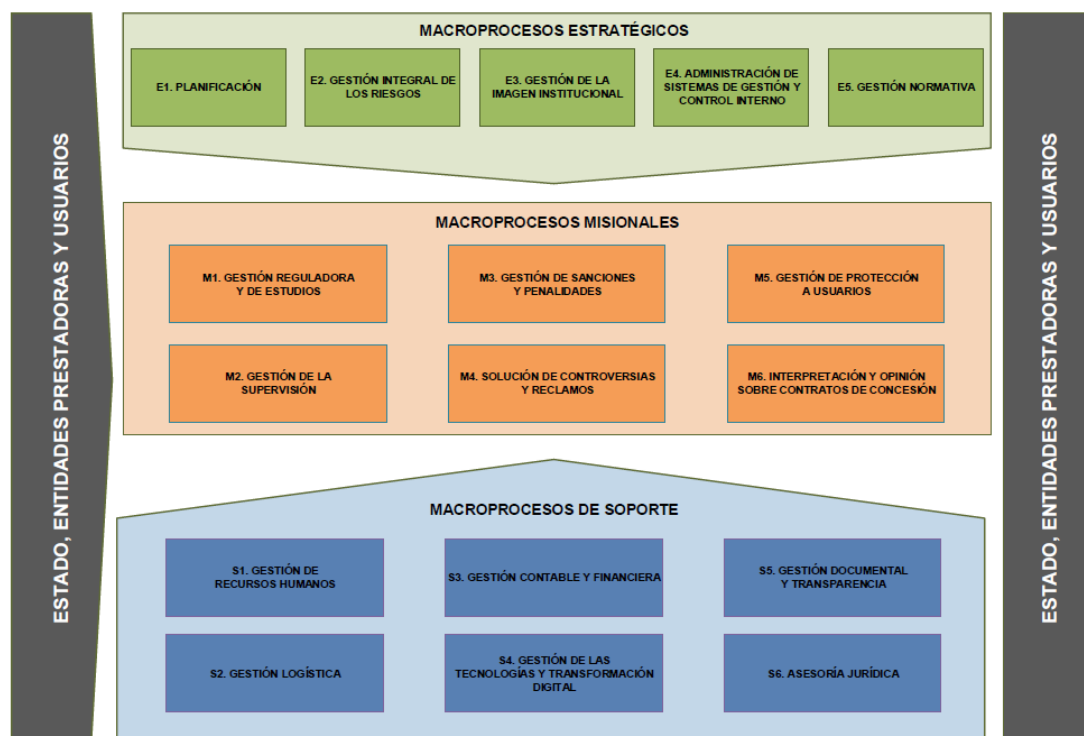 ESTADO, ENTIDADES PRESTADORAS Y USUARIOS
MACROPROCESOS ESTRATÉGICOS
E1. PLANIFICACIÓN
E2. GESTIÓN INTEGRAL DE
LOS RIESGOS
E3. GESTIÓN DE LA
IMAGEN INSTITUCIONAL
E4. ADMINISTRACIÓN DE
SISTEMAS DE GESTIÓN Y
CONTROL INTERNO
E5. GESTIÓN NORMATIVA
MACROPROCESOS MISIONALES
M1. GESTIÓN REGULADORA
Y DE ESTUDIOS
M3. GESTIÓN DE SANCIONES
Y PENALIDADES
M5. GESTIÓN DE PROTECCIÓN
A USUARIOS
M2. GESTIÓN DE LA
SUPERVISIÓN
M4. SOLUCIÓN DE CONTROVERSIAS
Y RECLAMOS
M6. INTERPRETACIÓN Y OPINIÓN
SOBRE CONTRATOS DE CONCESIÓN
MACROPROCESOS DE SOPORTE
S1. GESTIÓN DE
RECURSOS HUMANOS
S3. GESTIÓN CONTABLE Y FINANCIERA
S5. GESTIÓN DOCUMENTAL
Y TRANSPARENCIA
S2. GESTIÓN LOGÍSTICA
S4. GESTIÓN DE LAS
TECNOLOGÍAS Y TRANSFORMACIÓN
DIGITAL
S6. ASESORÍA JURÍDICA
ESTADO, ENTIDADES PRESTADORAS Y USUARIOS